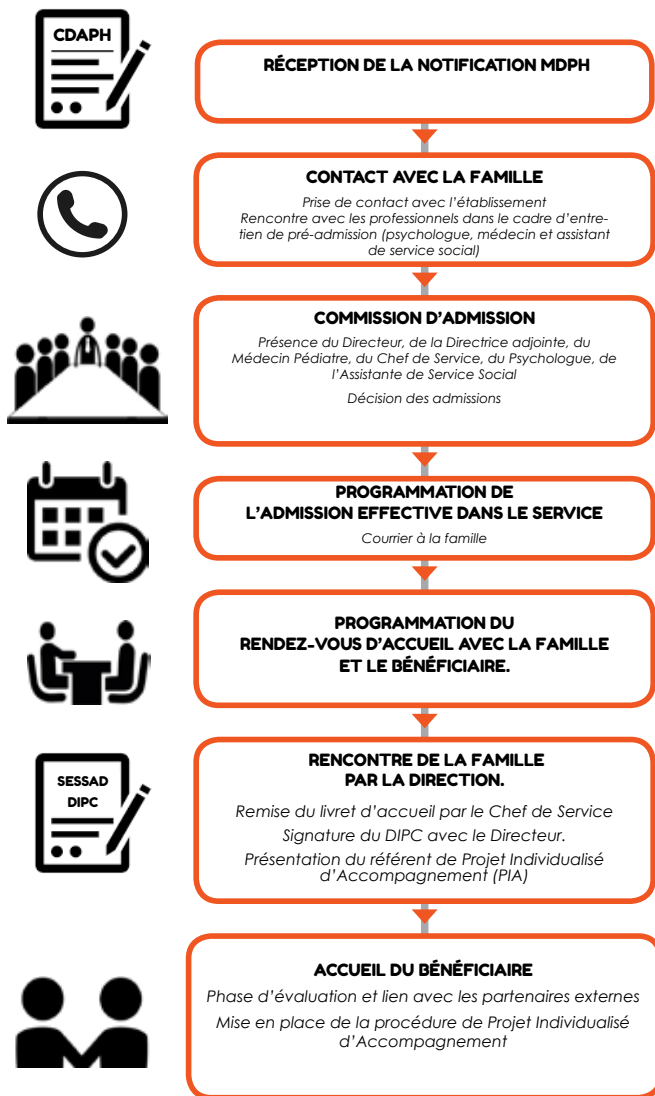 CDAPH
RÉCEPTION DE LA NOTIFICATION MDPH
CONTACT AVEC LA FAMILLE
Prise de contact avec l'établissement
Rencontre avec les professionnels dans le cadre d'entre-
tien de pré-admission (psychologue, médecin et assistant
de service social)
COMMISSION D'ADMISSION
Présence du Directeur, de la Directrice adjointe, du
Médecin Pédiatre, du Chef de Service, du Psychologue, de
l'Assistante de Service Social
Décision des admissions
PROGRAMMATION DE
L'ADMISSION EFFECTIVE DANS LE SERVICE
Courrier à la famille
PROGRAMMATION DU
RENDEZ-VOUS D'ACCUEIL AVEC LA FAMILLE
ET LE BÉNÉFICIAIRE.
SESSAD
DIPC
RENCONTRE DE LA FAMILLE
PAR LA DIRECTION.
Remise du livret d'accueil par le Chef de Service
Signature du DIPC avec le Directeur.
Présentation du référent de Projet Individualisé
d'Accompagnement (PIA)
ACCUEIL DU BÉNÉFICIAIRE
Phase d'évaluation et lien avec les partenaires externes
Mise en place de la procédure de Projet Individualisé
d'Accompagnement